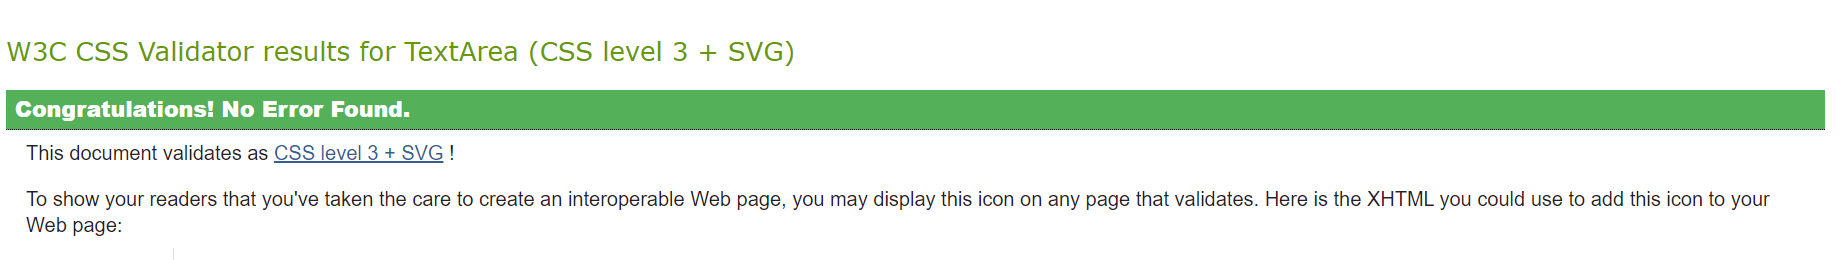 W3C CSS Validator results for TextArea (CSS level 3 + SVG)
Congratulations! No Error Found.
This document validates as CSS level 3 + SVG !
To show your readers that you've taken the care to create an interoperable Web page, you may display this icon on any page that validates. Here is the XHTML you could use to add this icon to your
Web page: